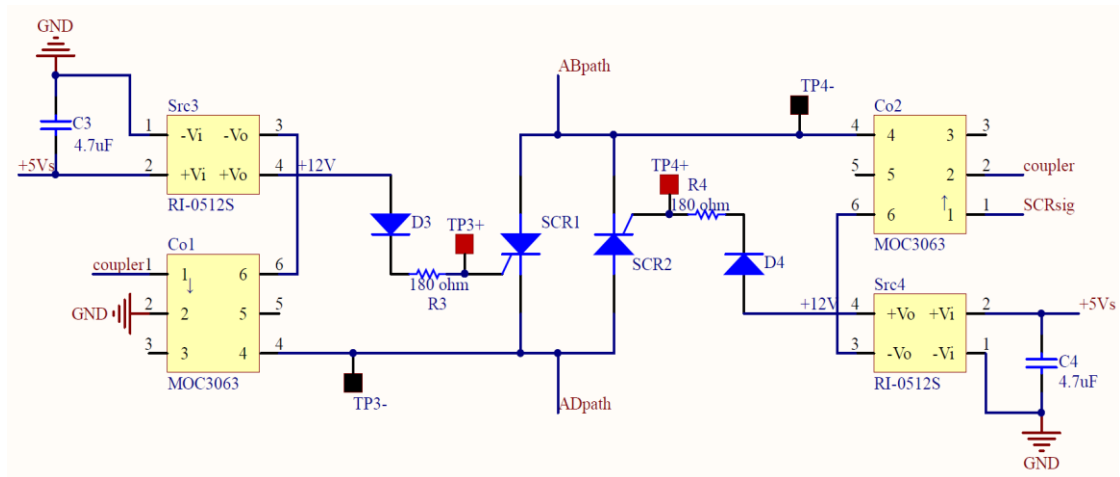 GND
ABpath
TP4-
Src3
Co2
C3
4.7uF
1 -Vi -Vo 3
4 4 3 3
+5Vs 2 +Vi +Vo 4 +12V
TP4+
5 5 2 2 coupler
RI-0512S
R4
180 ohm
6 6 ↑ 1 1 SCRsig
D3
TP3+
SCR1
MOC3063
Co1
SCR2
D4
coupler 1 1 ↓ 6 6
180 ohm
R3
Src4
GND 2 2 5 5
+12V 4 +Vo +Vi 2 +5Vs
3 3 4 4
3 -Vo -Vi 1
C4
4.7uF
MOC3063
TP3-
ADpath
RI-0512S
GND